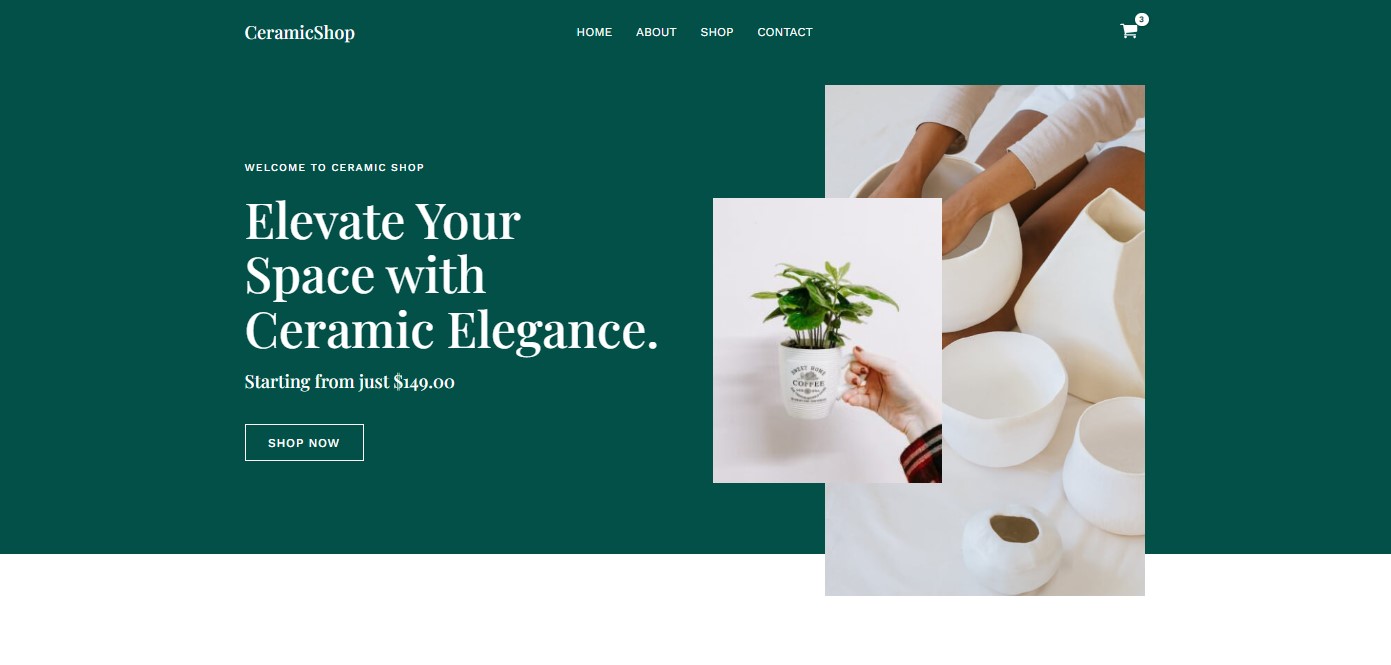 CeramicShop
HOME ABOUT SHOP CONTACT
3
WELCOME TO CERAMIC SHOP
Elevate Your
Space with
Ceramic Elegance.
Starting from just $149.00
SHOP NOW
SWEET HOME
COFFEE